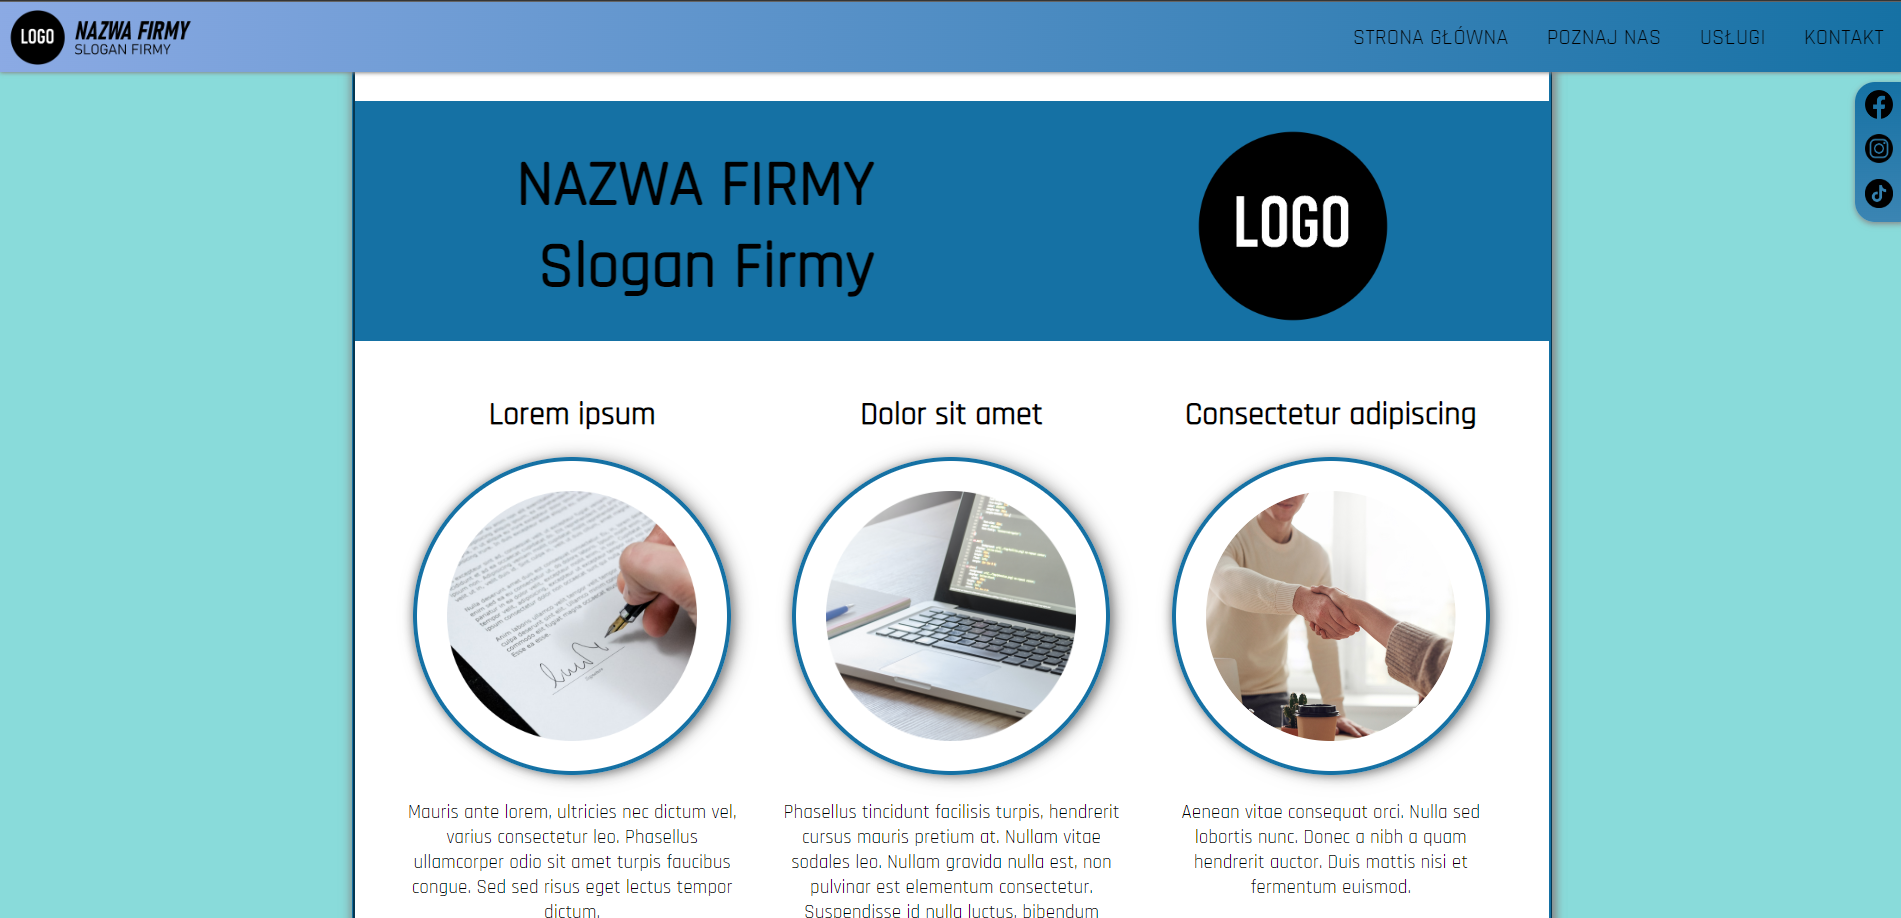 LOGO
NAZWA FIRMY
SLOGAN FIRMY
STRONA GŁÓWNA POZNAJ NAS USŁUGI KONTAKT
NAZWA FIRMY
Slogan Firmy
LOGO
Lorem ipsum
Mauris ante lorem, ultricies nec dictum vel,
varius consectetur leo. Phasellus
ullamcorper odio sit amet turpis faucibus
congue. Sed sed risus eget lectus tempor
dictum.
Dolor sit amet
Phasellus tincidunt facilisis turpis, hendrerit
cursus mauris pretium at. Nullam vitae
sodales leo. Nullam gravida nulla est, non
pulvinar est elementum consectetur.
Suspendisse id nulla luctus, bibendum
Consectetur adipiscing
Aenean vitae consequat orci. Nulla sed
lobortis nunc. Donec a nibh a quam
hendrerit auctor. Duis mattis nisi et
fermentum euismod.